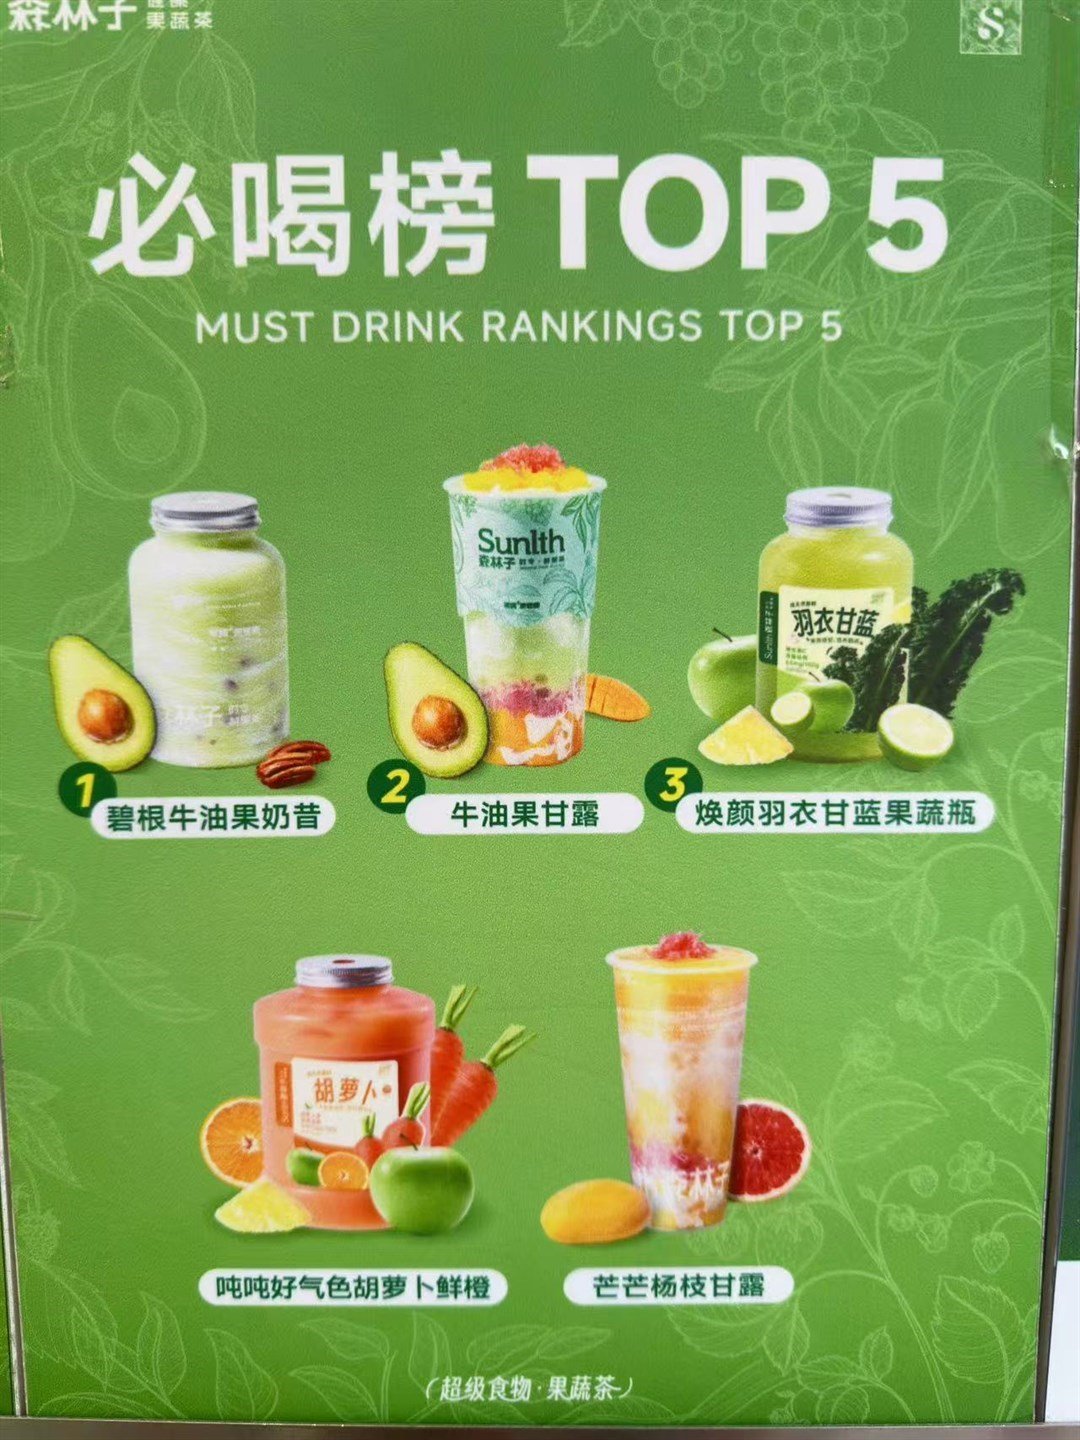 森林子
果蔬茶
S
必喝榜 TOP 5
MUST DRINK RANKINGS TOP 5
Sunlth
森林子
羽衣甘蓝
1
碧根牛油果奶昔
2
牛油果甘露
3
焕颜羽衣甘蓝果蔬瓶
胡萝卜
森林子
吨吨好气色胡萝卜鲜橙
芒芒杨枝甘露
(超级食物·果蔬茶)